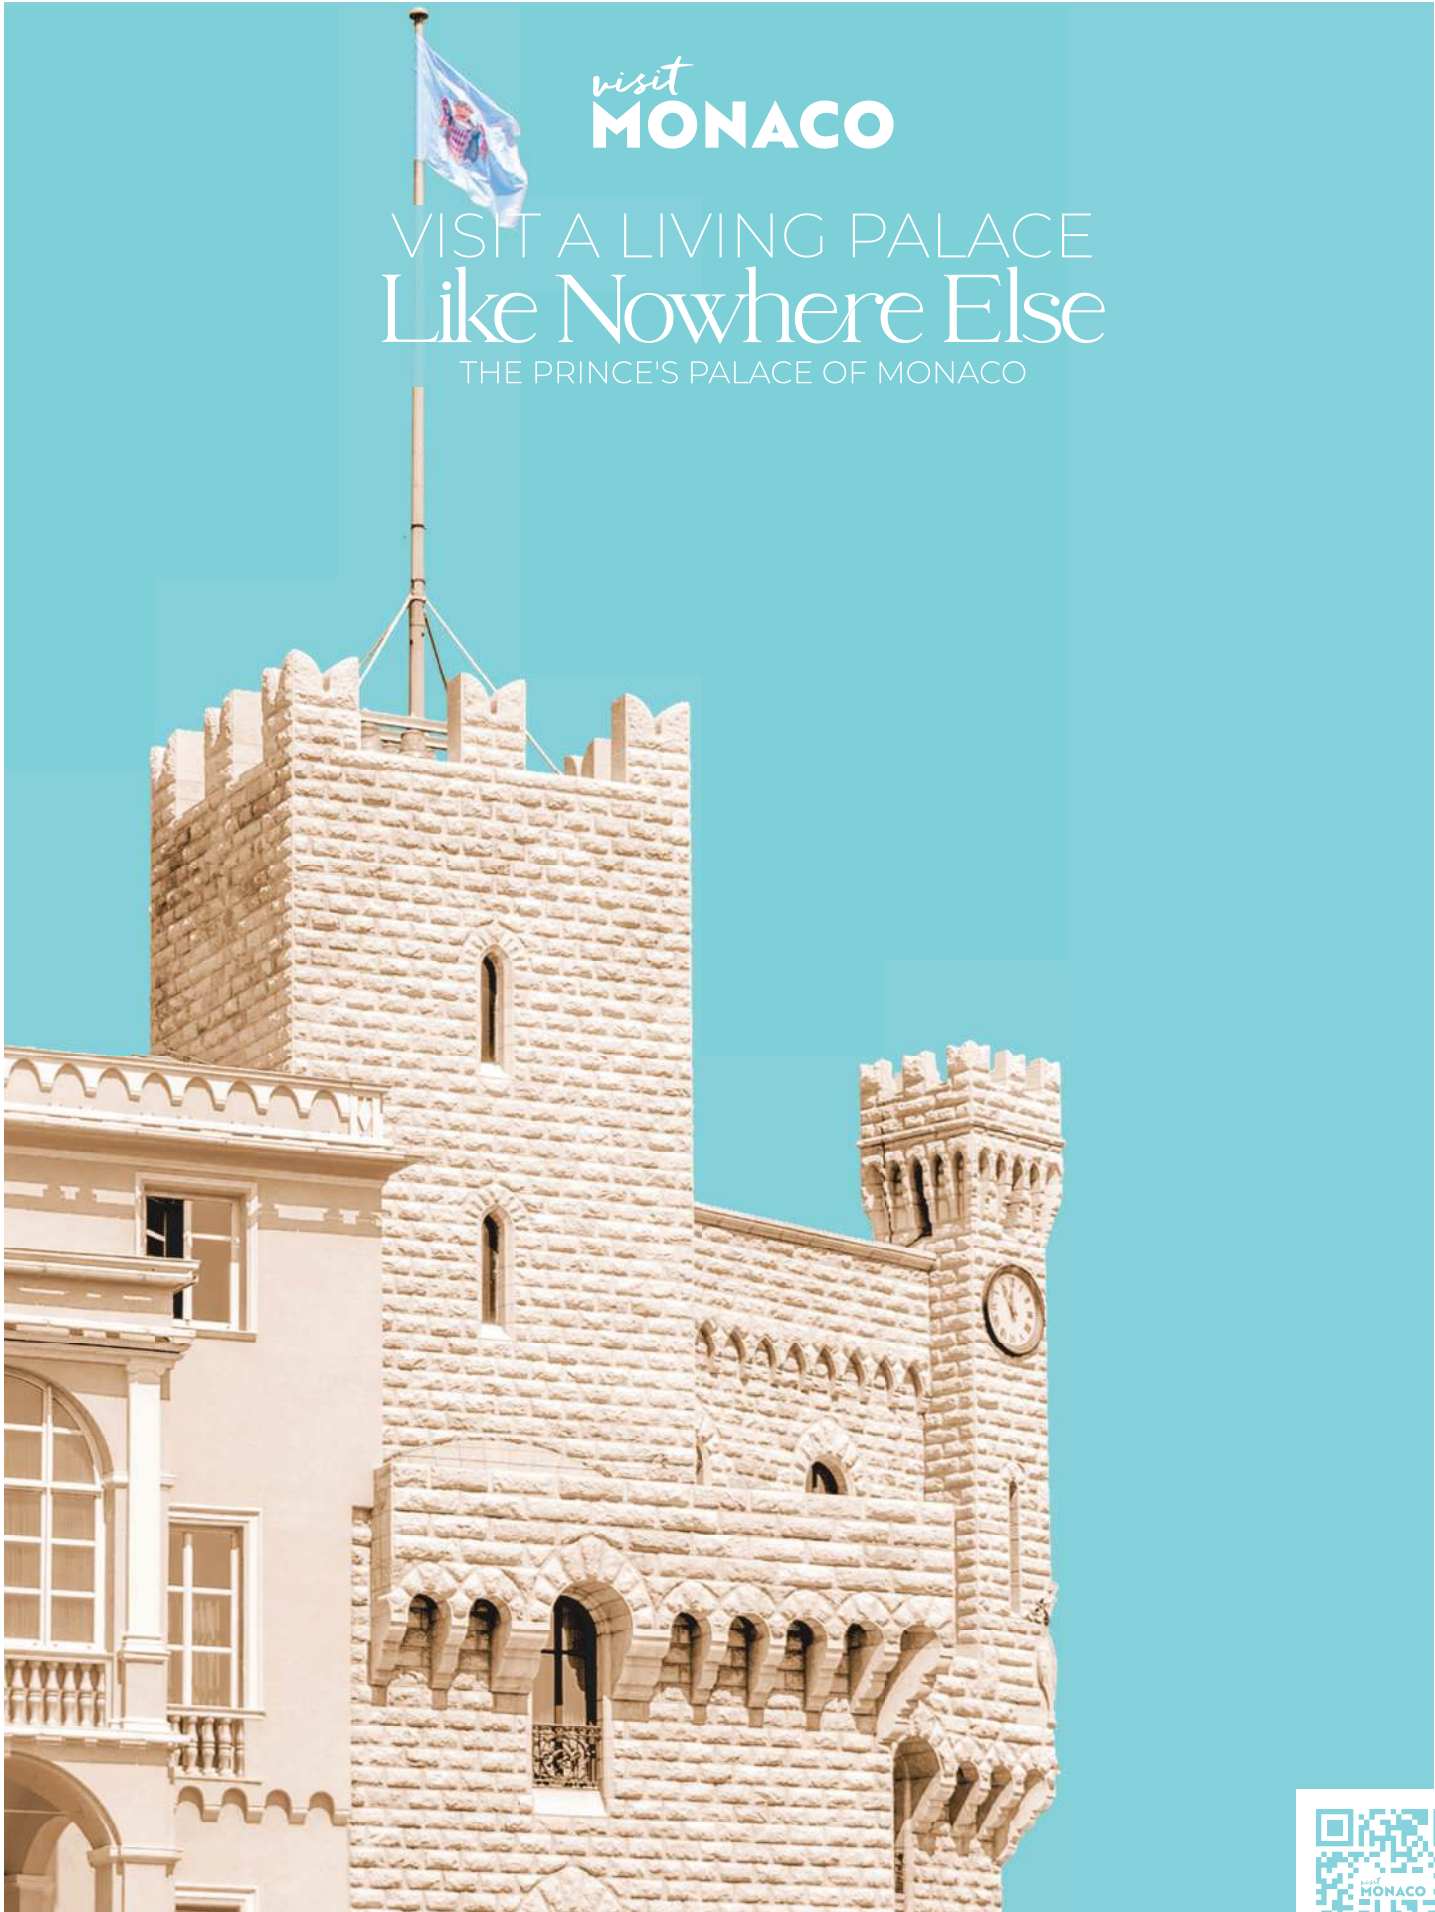 visit
MONACO
VISIT A LIVING PALACE
Like Nowhere Else
THE PRINCE'S PALACE OF MONACO
visit
MONACO